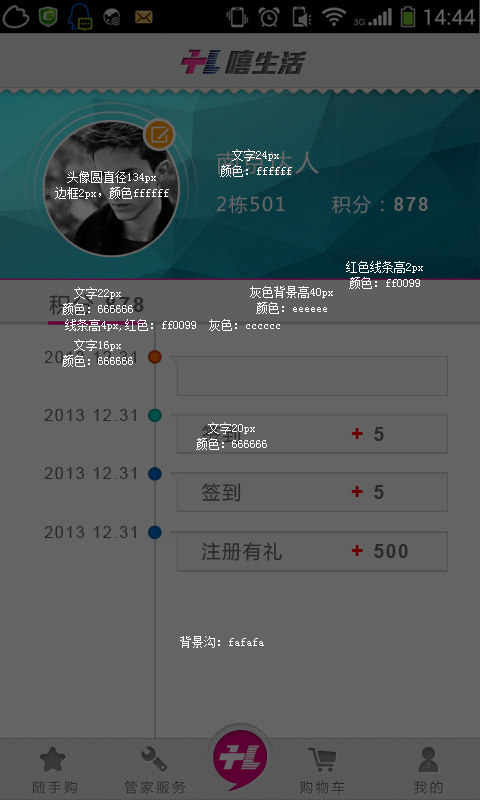 3G 14:44
嘻生活
文字24px
颜色: ffffff
头像圆直径134px
边框2px, 颜色ffffff
2栋501 积分：878
红色线条高2px
颜色: ff0099
文字22px
颜色: 666666
灰色背景高40px
颜色: eeeeee
线条高4px,红色: ff0099 灰色: cccccc
文字16px
颜色: 666666
2013 12.31 签到 + 5
文字20px
颜色: 666666
2013 12.31 签到 + 5
2013 12.31 注册有礼 + 500
背景沟: fafafa
随手购 管家服务 购物车 我的